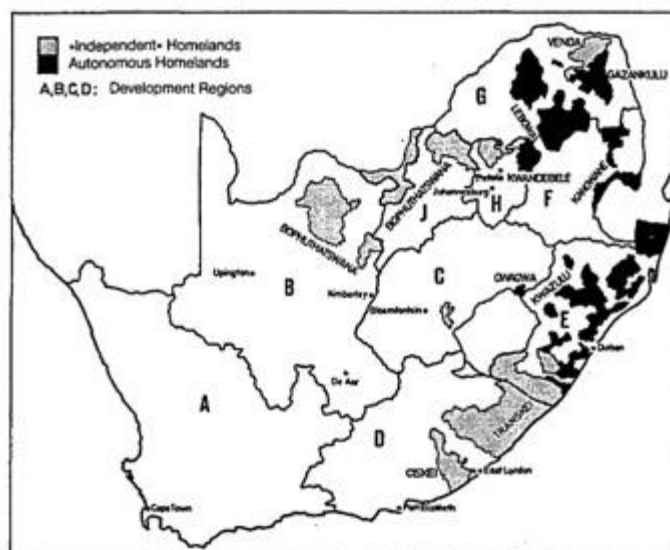 «Independent» Homelands
Autonomous Homelands
A,B,C,D: Development Regions
VENDA
GAZANKULU
G
LEBOWA
Pretoria
KWANDEBELE
KANGWANE
BOPHUTHATSWANA
Johannesburg
J
H
F
BOPHUTHATSWANA
Upington
B
C
QWAQWA
KWAZULU
Kimberley
Bloemfontein
E
Durban
De Aar
A
D
TRANSKEI
CISKEI
East London
Cape Town
Port Elizabeth